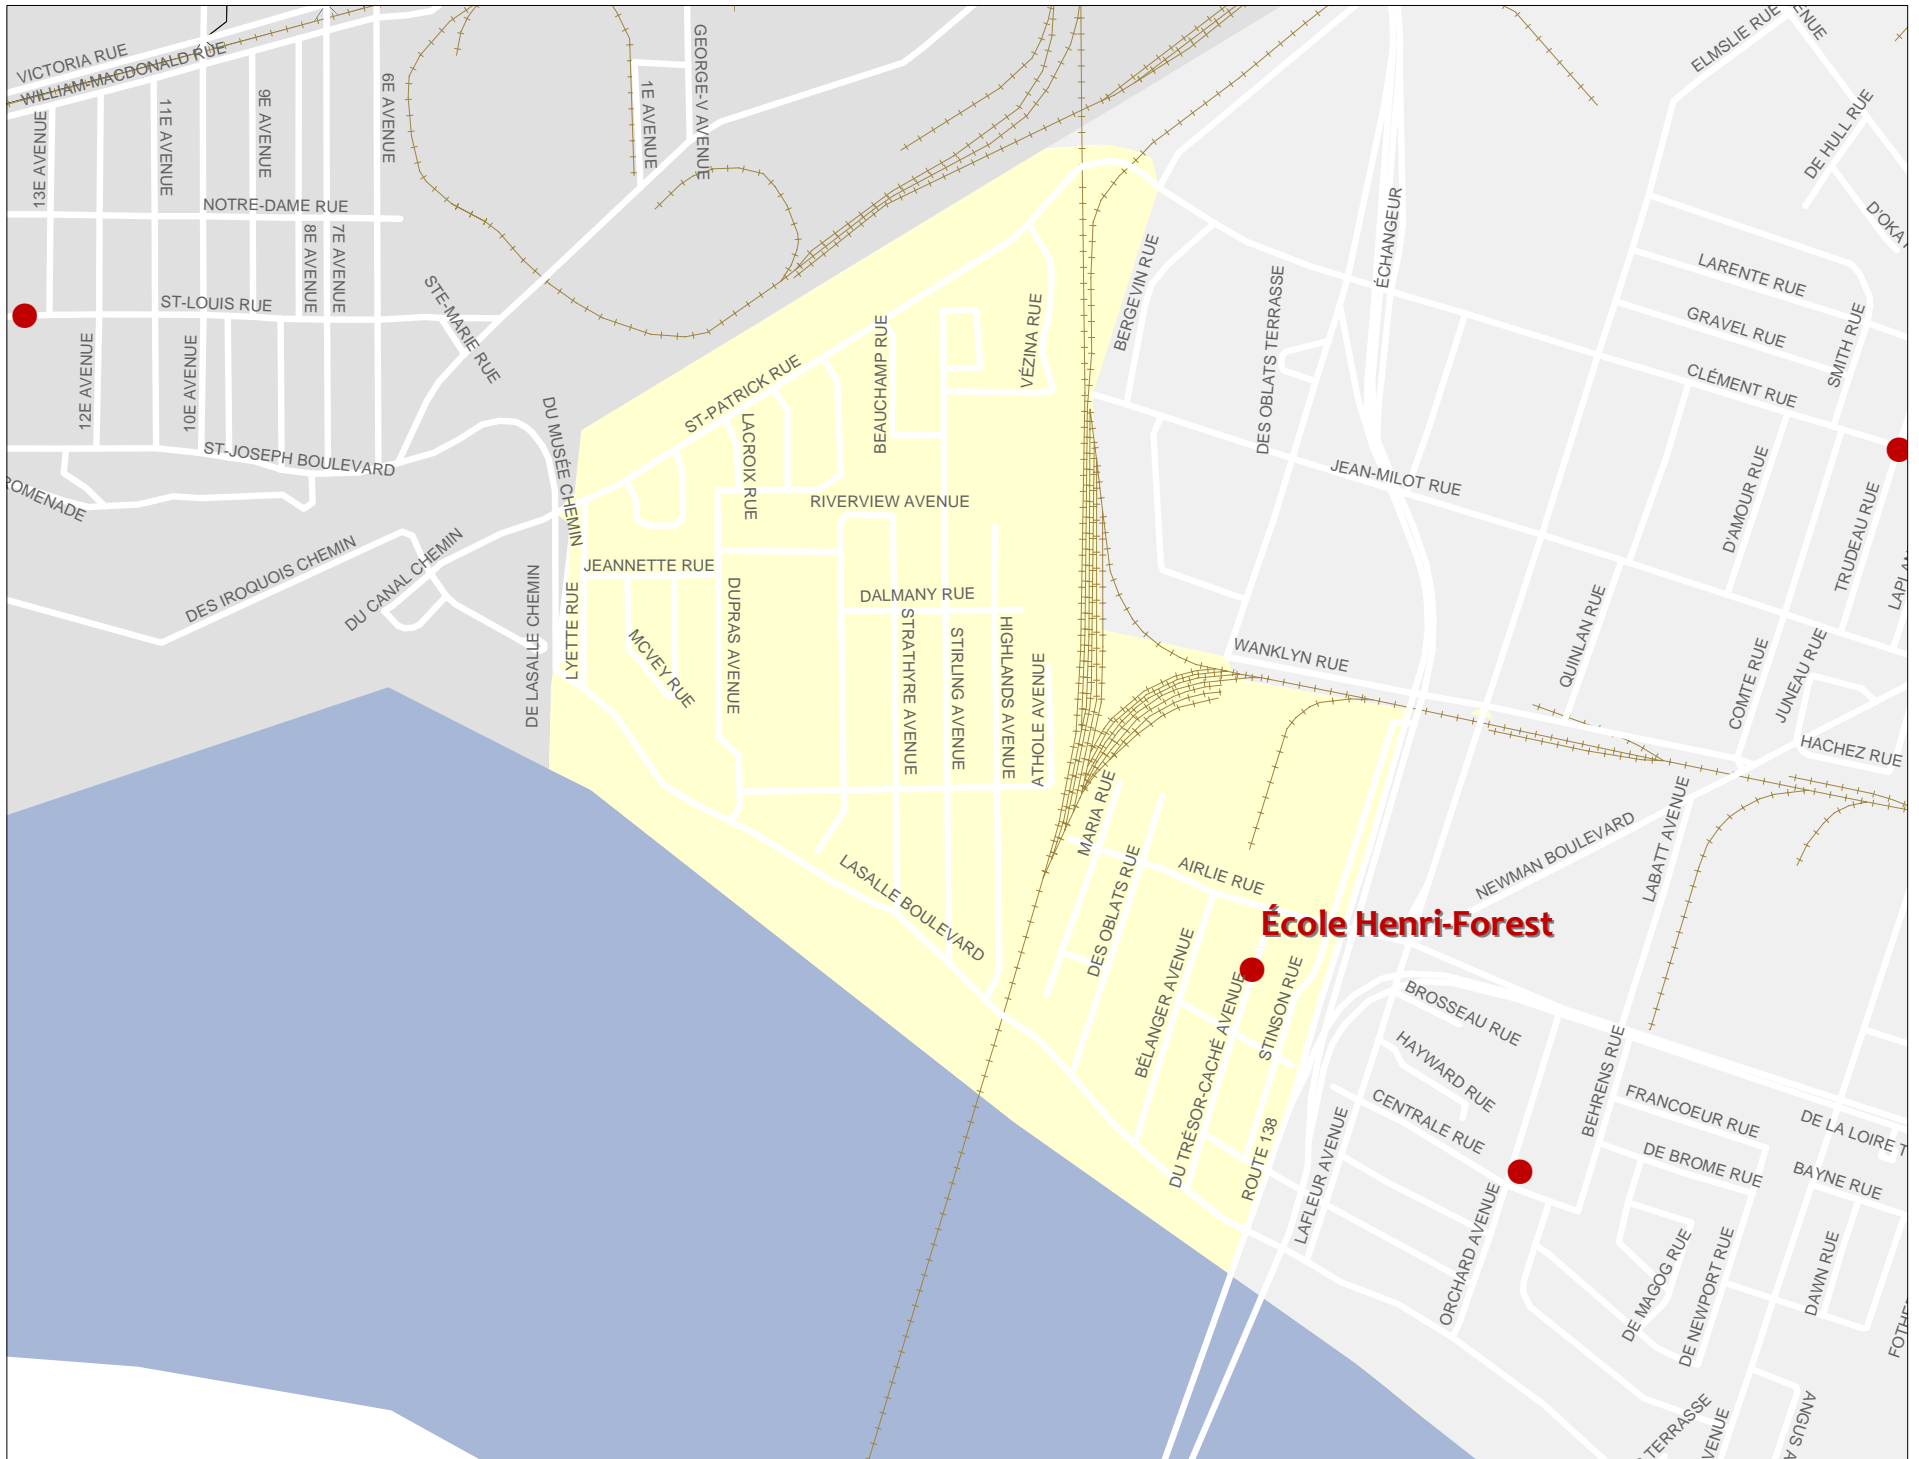 VICTORIA RUE
WILLIAM-MACDONALD RUE
13E AVENUE
11E AVENUE
9E AVENUE
6E AVENUE
1E AVENUE
GEORGE-V AVENUE
NOTRE-DAME RUE
8E AVENUE
7E AVENUE
ST-LOUIS RUE
STE-MARIE RUE
12E AVENUE
10E AVENUE
ST-JOSEPH BOULEVARD
DES IROQUOIS CHEMIN
DU CANAL CHEMIN
DU MUSÉE CHEMIN
DE LASALLE CHEMIN
LYETTE RUE
ST-PATRICK RUE
LACROIX RUE
BEAUCHAMP RUE
VÉZINA RUE
RIVERVIEW AVENUE
JEANNETTE RUE
DALMANY RUE
MCVEY RUE
DUPRAS AVENUE
STRATHYRE AVENUE
STIRLING AVENUE
HIGHLANDS AVENUE
ATHOLE AVENUE
LASALLE BOULEVARD
MARIA RUE
DES OBLATS RUE
AIRLIE RUE
École Henri-Forest
BÉLANGER AVENUE
DU TRÉSOR-CACHÉ AVENUE
STINSON RUE
ROUTE 138
BERGEVIN RUE
DES OBLATS TERRASSE
ÉCHANGEUR
JEAN-MILOT RUE
WANKLYN RUE
ELMSLIE RUE
DE HULL RUE
LARENTE RUE
GRAVEL RUE
SMITH RUE
CLÉMENT RUE
D'AMOUR RUE
TRUDEAU RUE
QUINLAN RUE
COMTE RUE
JUNEAU RUE
HACHEZ RUE
NEWMAN BOULEVARD
LABATT AVENUE
BROSSEAU RUE
HAYWARD RUE
CENTRALE RUE
LAFLEUR AVENUE
BEHRENS RUE
FRANCOEUR RUE
DE BROME RUE
DE LA LOIRE T
BAYNE RUE
ORCHARD AVENUE
DE MAGOG RUE
DE NEWPORT RUE
DAWN RUE
TERRASSE